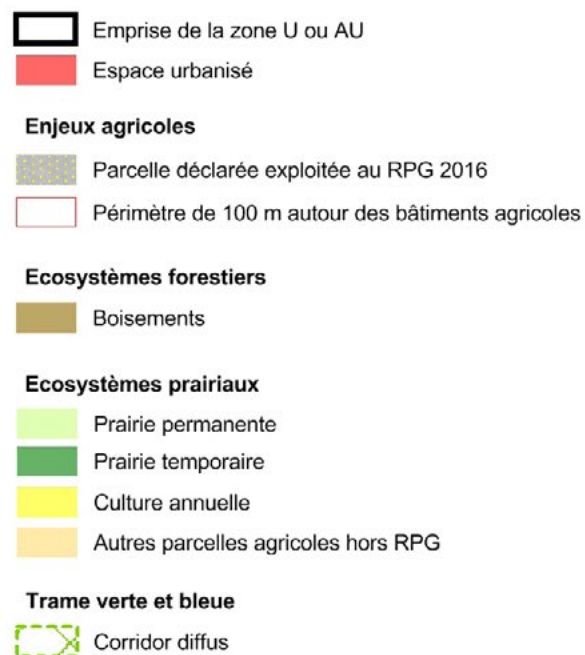 Emprise de la zone U ou AU
Espace urbanisé
Enjeux agricoles
Parcelle déclarée exploitée au RPG 2016
Périmètre de 100 m autour des bâtiments agricoles
Ecosystèmes forestiers
Boisements
Ecosystèmes prairiaux
Prairie permanente
Prairie temporaire
Culture annuelle
Autres parcelles agricoles hors RPG
Trame verte et bleue
Corridor diffus